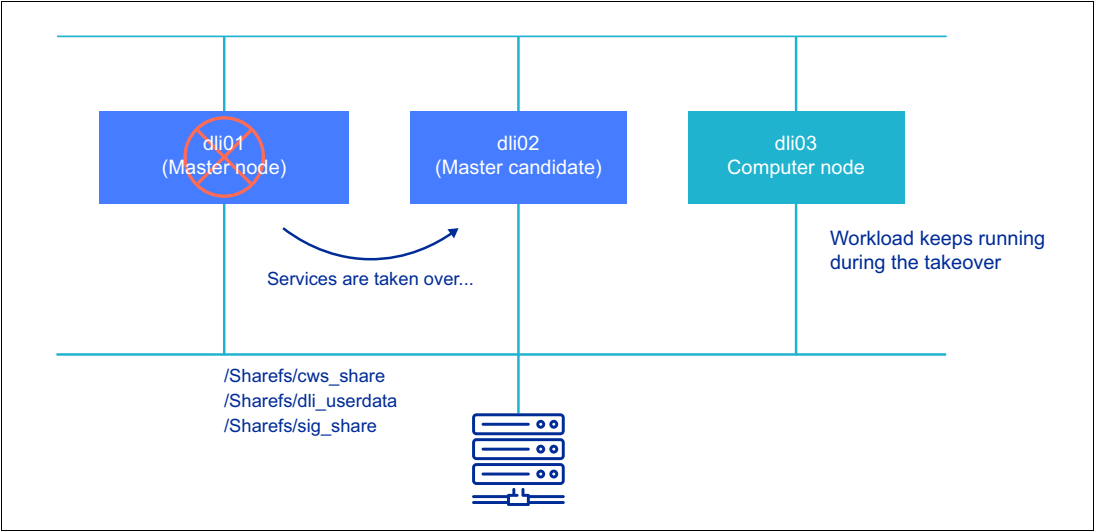 dli01
(Master node)
dli02
(Master candidate)
dli03
Computer node
Workload keeps running
during the takeover
Services are taken over...
/Sharefs/cws_share
/Sharefs/dli_userdata
/Sharefs/sig_share